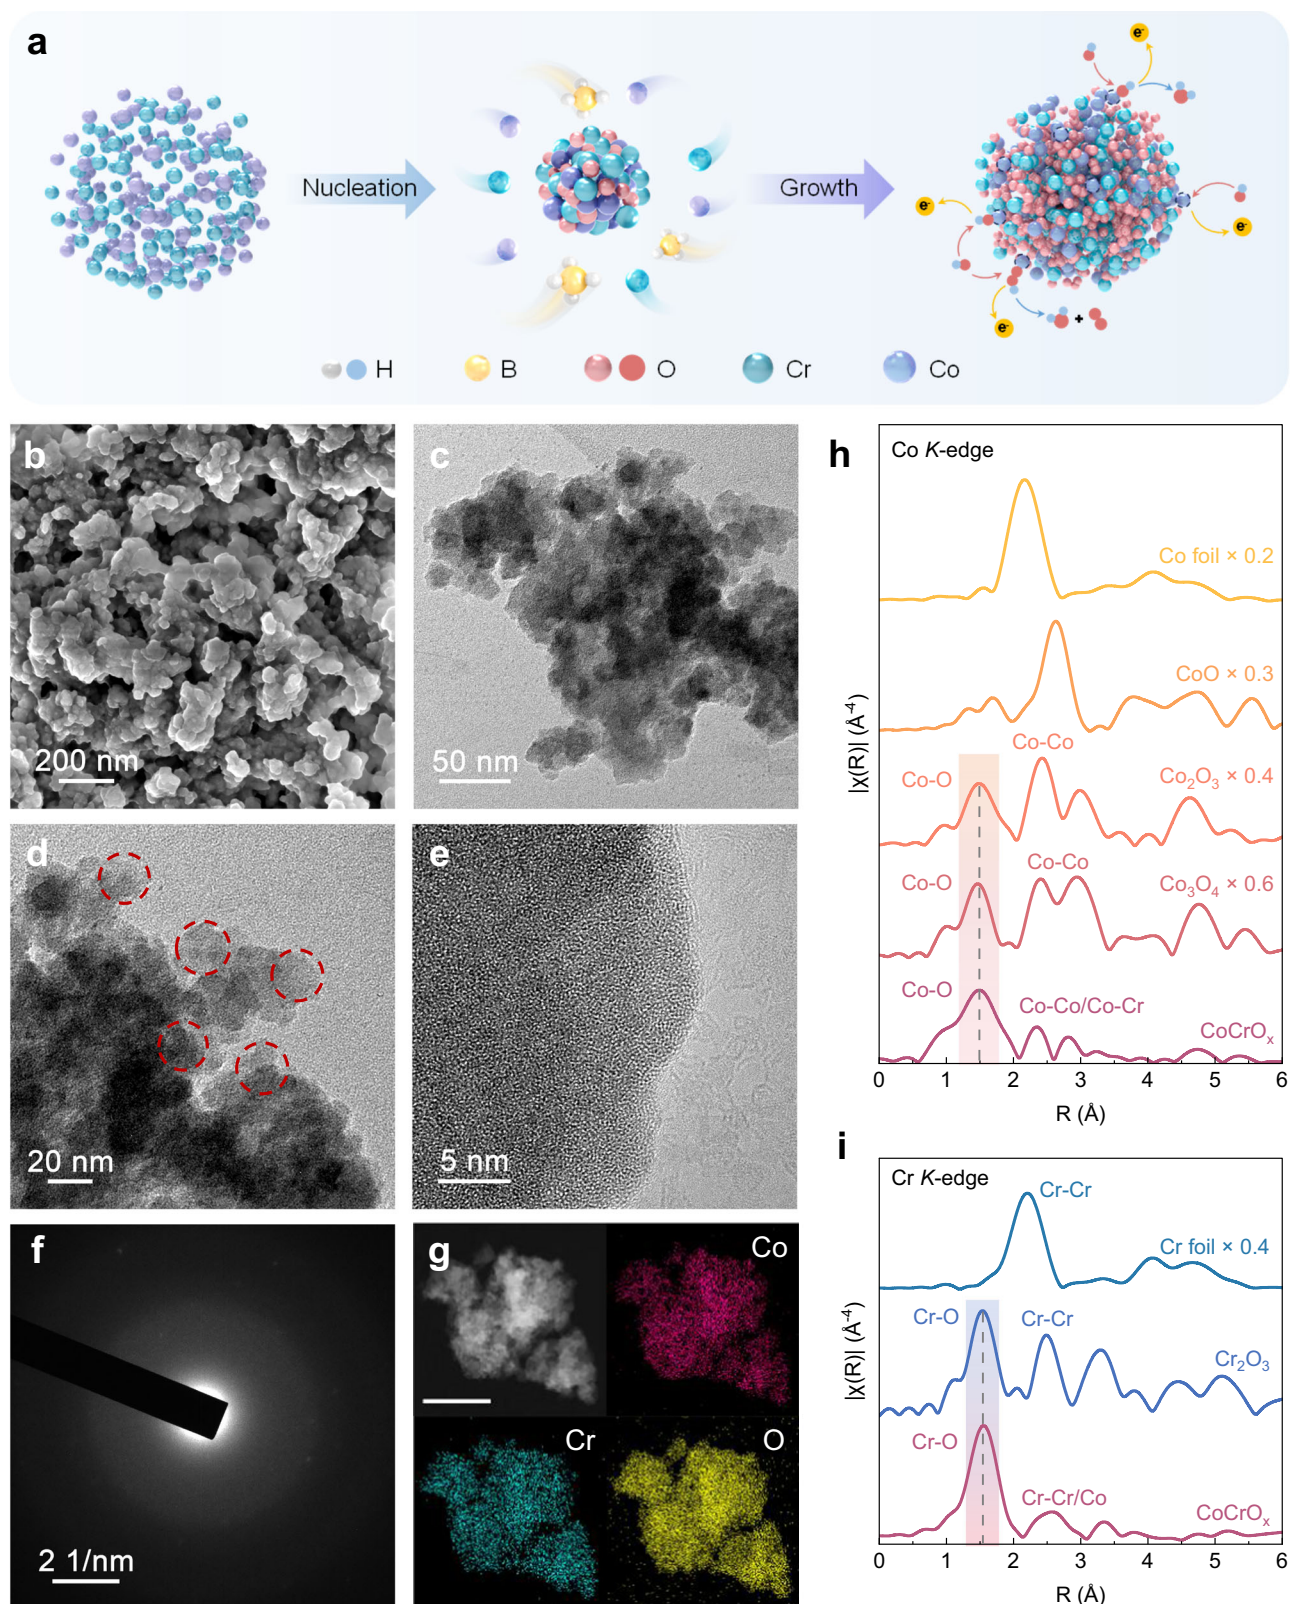 a
Nucleation
Growth
e-
e-
e-
e-
+
H
B
O
Cr
Co
b
200 nm
c
50 nm
d
20 nm
e
5 nm
f
2 1/nm
g
Co
Cr
O
h
Co K-edge
Co foil × 0.2
CoO × 0.3
Co-Co
Co-O
Co₂O₃ × 0.4
Co-Co
Co-O
Co₃O₄ × 0.6
Co-O
Co-Co/Co-Cr
CoCrOₓ
|χ(R)| (Å⁻⁴)
0 1 2 3 4 5 6
R (Å)
i
Cr K-edge
Cr-Cr
Cr foil × 0.4
Cr-O
Cr-Cr
Cr₂O₃
Cr-O
Cr-Cr/Co
CoCrOₓ
|χ(R)| (Å⁻⁴)
0 1 2 3 4 5 6
R (Å)